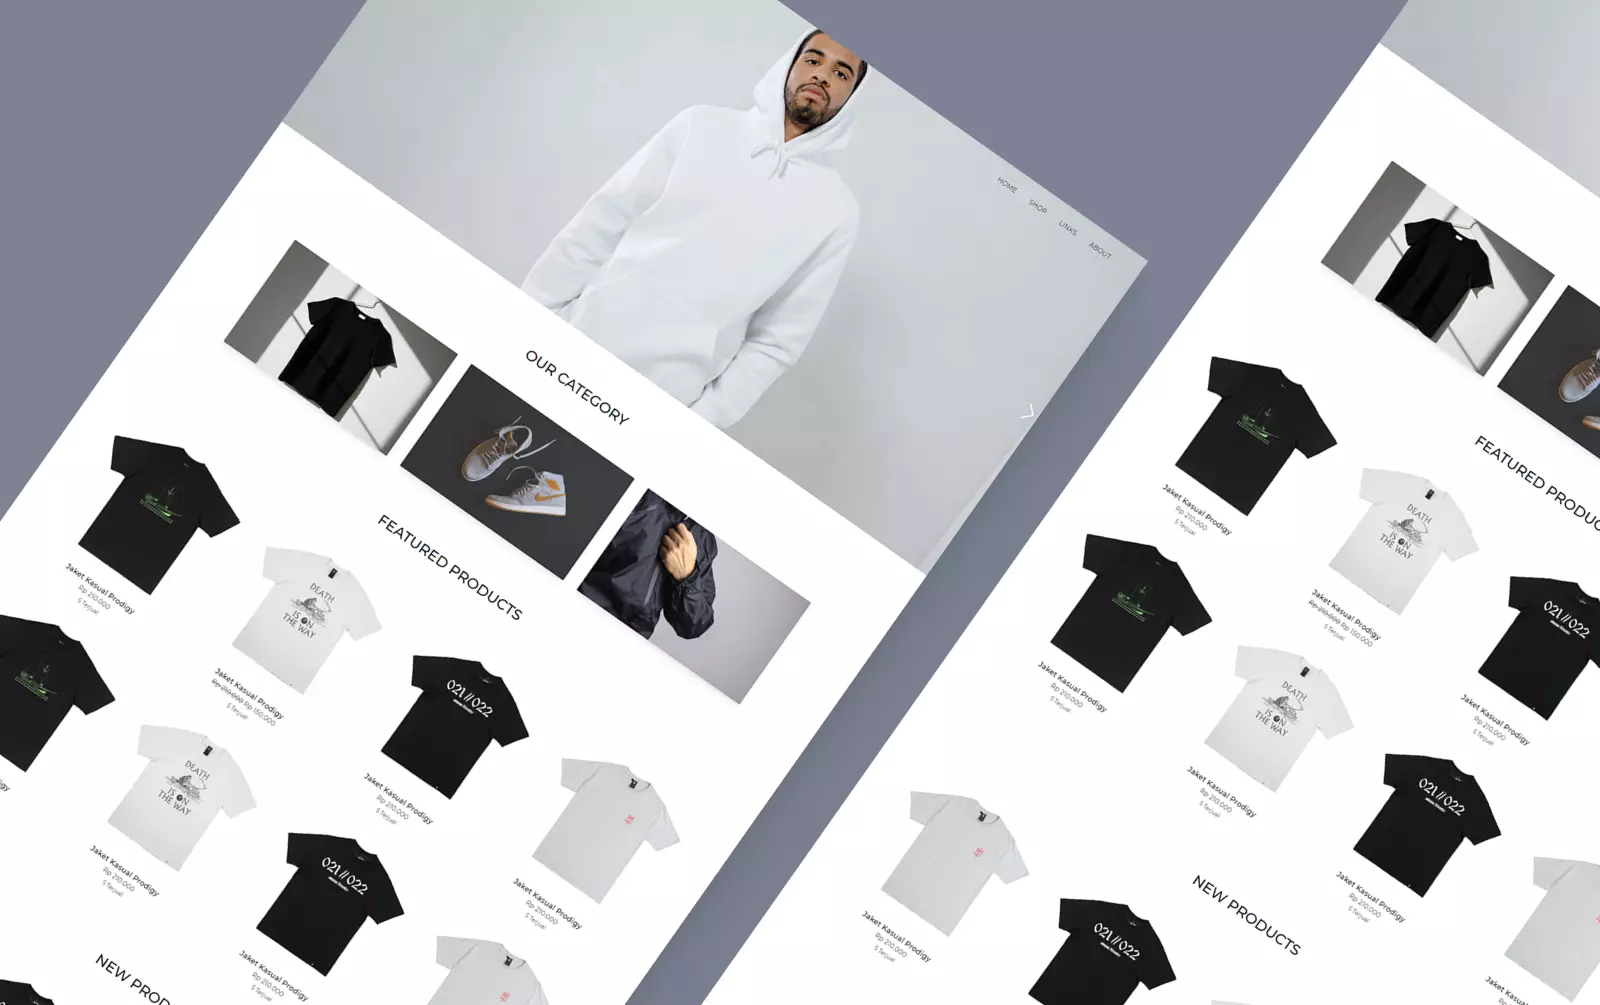 HOME
SHOP
LINKS
ABOUT
OUR CATEGORY
FEATURED PRODUCTS
Jaket Kasual Prodigy
Rp 210.000
5 Terjual
DEATH
IS ON
THE WAY
Jaket Kasual Prodigy
Rp 210.000 Rp 150.000
5 Terjual
021//022
Jaket Kasual Prodigy
Rp 210.000
5 Terjual
Jaket Kasual Prodigy
Rp 210.000
5 Terjual
DEATH
IS ON
THE WAY
Jaket Kasual Prodigy
Rp 210.000
5 Terjual
021//022
Jaket Kasual Prodigy
Rp 210.000
5 Terjual
NEW PROD
FEATURED PRODUC
Jaket Kasual Prodigy
Rp 210.000
5 Terjual
DEATH
IS ON
THE WAY
Jaket Kasual Prodigy
Rp 210.000 Rp 150.000
5 Terjual
021//022
Jaket Kasual Prodigy
Rp 210.000
5 Terjual
Jaket Kasual Prodigy
Rp 210.000
5 Terjual
DEATH
IS ON
THE WAY
Jaket Kasual Prodigy
Rp 210.000
5 Terjual
021//022
Jaket Kasual Prodigy
Rp 210.000
5 Terjual
Jaket Kasual Prodigy
Rp 210.000
5 Terjual
NEW PRODUCTS
021//022